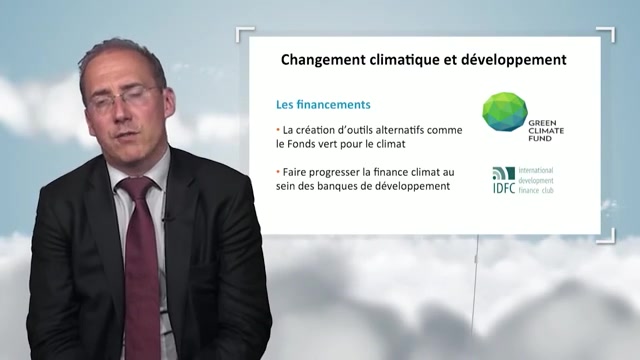 Changement climatique et développement
Les financements
• La création d'outils alternatifs comme
le Fonds vert pour le climat
• Faire progresser la finance climat au
sein des banques de développement
GREEN
CLIMATE
FUND
international
development
finance club
IDFC